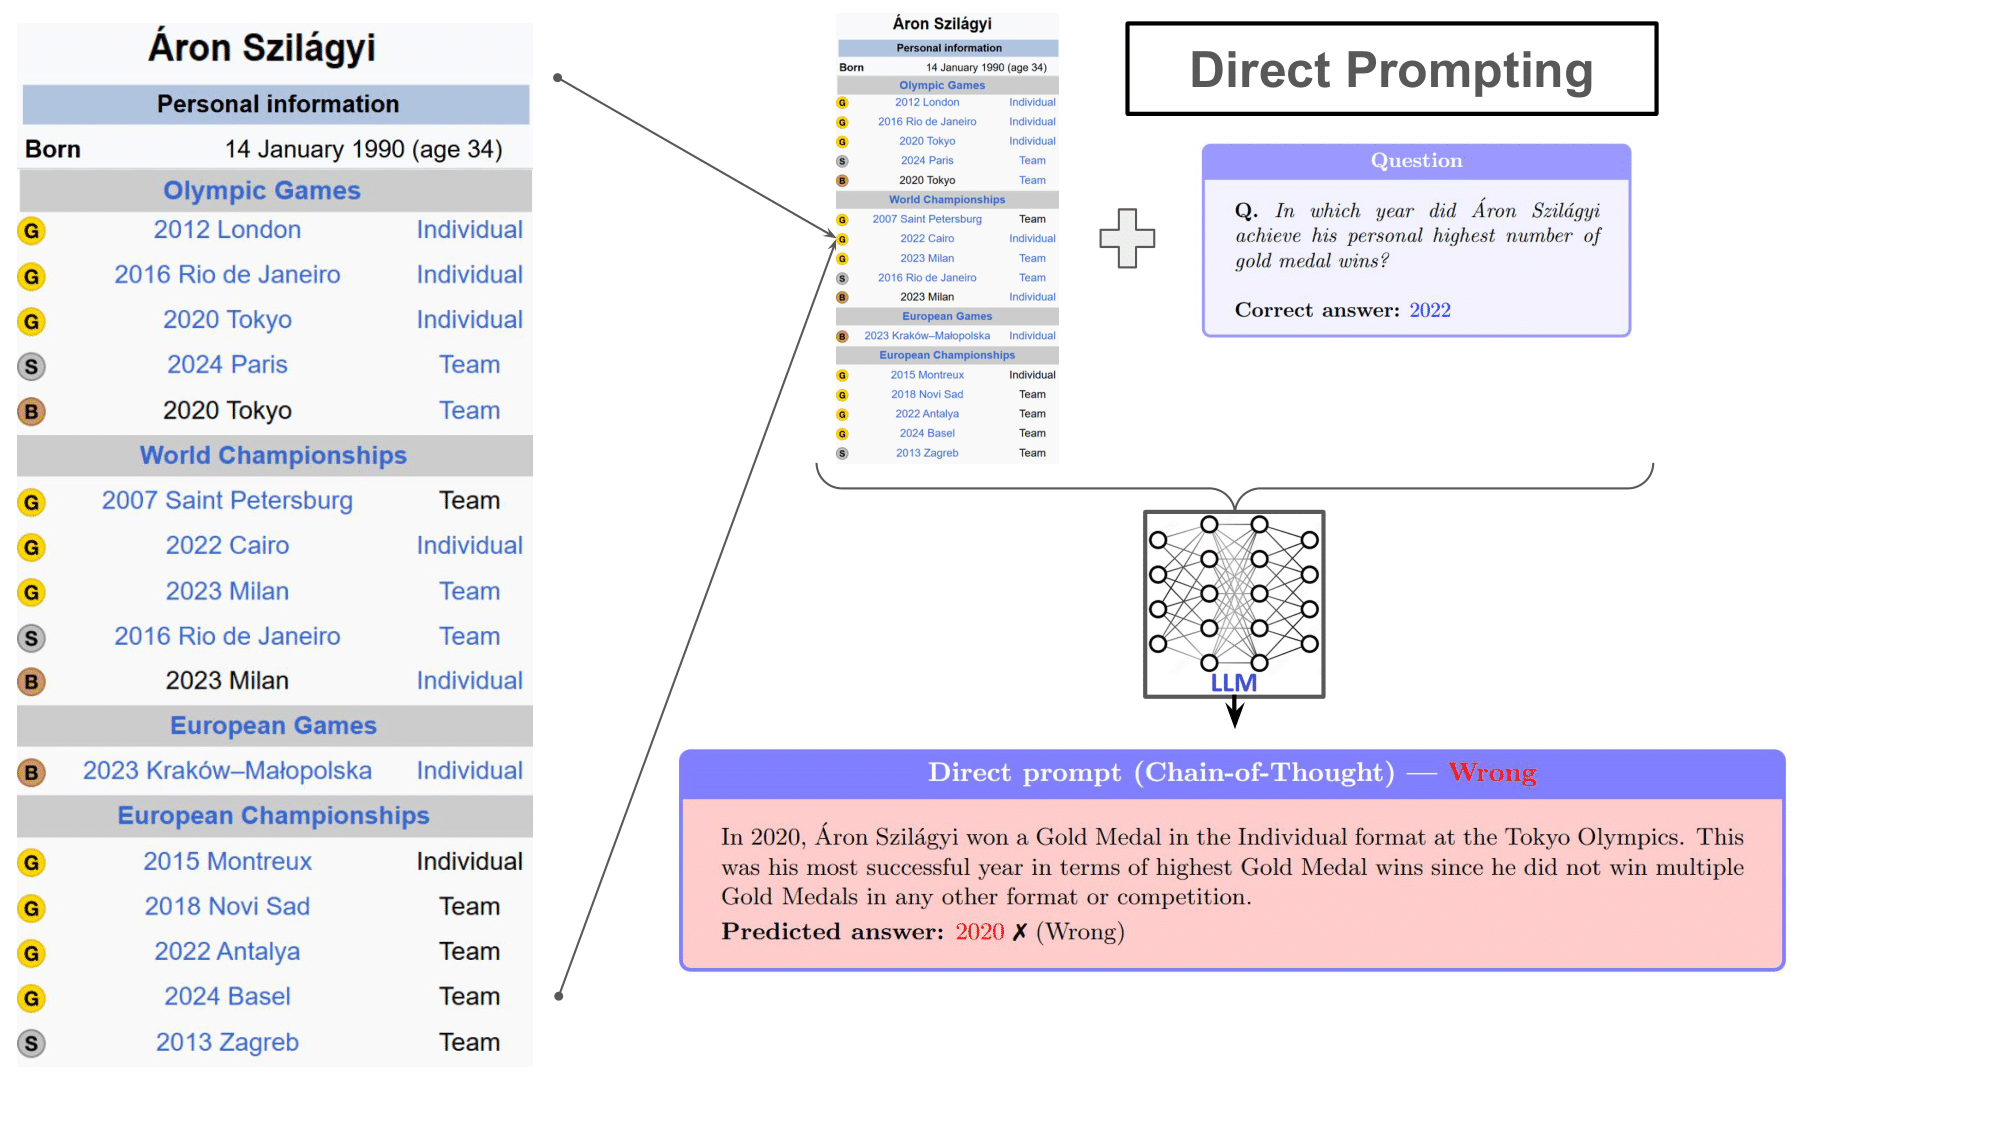 Áron Szilágyi
Personal information
Born 14 January 1990 (age 34)
Olympic Games
G 2012 London Individual
G 2016 Rio de Janeiro Individual
G 2020 Tokyo Individual
S 2024 Paris Team
B 2020 Tokyo Team
World Championships
G 2007 Saint Petersburg Team
G 2022 Cairo Individual
G 2023 Milan Team
S 2016 Rio de Janeiro Team
B 2023 Milan Individual
European Games
B 2023 Kraków–Małopolska Individual
European Championships
G 2015 Montreux Individual
G 2018 Novi Sad Team
G 2022 Antalya Team
G 2024 Basel Team
S 2013 Zagreb Team
Áron Szilágyi
Personal information
Born 14 January 1990 (age 34)
Olympic Games
G 2012 London Individual
G 2016 Rio de Janeiro Individual
G 2020 Tokyo Individual
S 2024 Paris Team
B 2020 Tokyo Team
World Championships
G 2007 Saint Petersburg Team
G 2022 Cairo Individual
G 2023 Milan Team
S 2016 Rio de Janeiro Team
B 2023 Milan Individual
European Games
B 2023 Kraków–Małopolska Individual
European Championships
G 2015 Montreux Individual
G 2018 Novi Sad Team
G 2022 Antalya Team
G 2024 Basel Team
S 2013 Zagreb Team
Direct Prompting
Question
Q. In which year did Áron Szilágyi
achieve his personal highest number of
gold medal wins?
Correct answer: 2022
LLM
Direct prompt (Chain-of-Thought) — Wrong
In 2020, Áron Szilágyi won a Gold Medal in the Individual format at the Tokyo Olympics. This
was his most successful year in terms of highest Gold Medal wins since he did not win multiple
Gold Medals in any other format or competition.
Predicted answer: 2020 ✗ (Wrong)